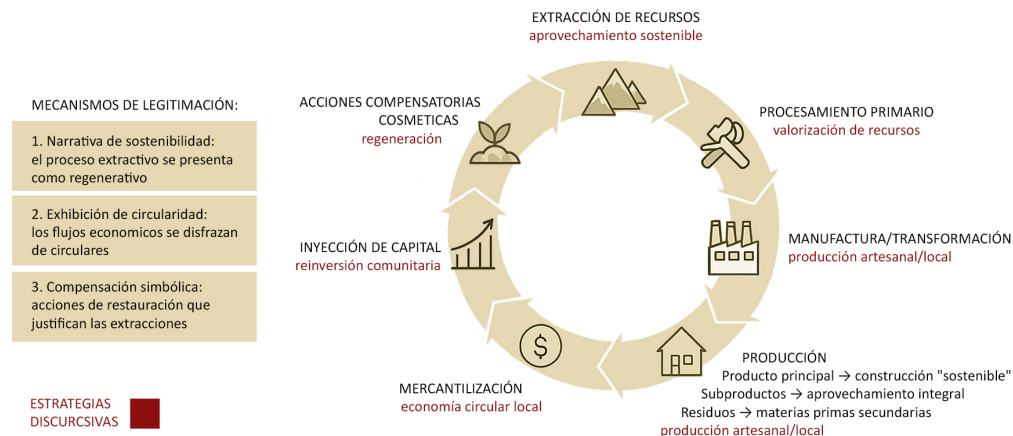 EXTRACCIÓN DE RECURSOS
aprovechamiento sostenible
MECANISMOS DE LEGITIMACIÓN:
1. Narrativa de sostenibilidad:
el proceso extractivo se presenta
como regenerativo
2. Exhibición de circularidad:
los flujos economicos se disfrazan
de circulares
3. Compensación simbólica:
acciones de restauración que
justifican las extracciones
ESTRATEGIAS
DISCURCSIVAS
ACCIONES COMPENSATORIAS
COSMETICAS
regeneración
PROCESAMIENTO PRIMARIO
valorización de recursos
INYECCIÓN DE CAPITAL
reinversión comunitaria
MANUFACTURA/TRANSFORMACIÓN
producción artesanal/local
$
MERCANTILIZACIÓN
economía circular local
PRODUCCIÓN
Producto principal → construcción "sostenible"
Subproductos → aprovechamiento integral
Residuos → materias primas secundarias
producción artesanal/local